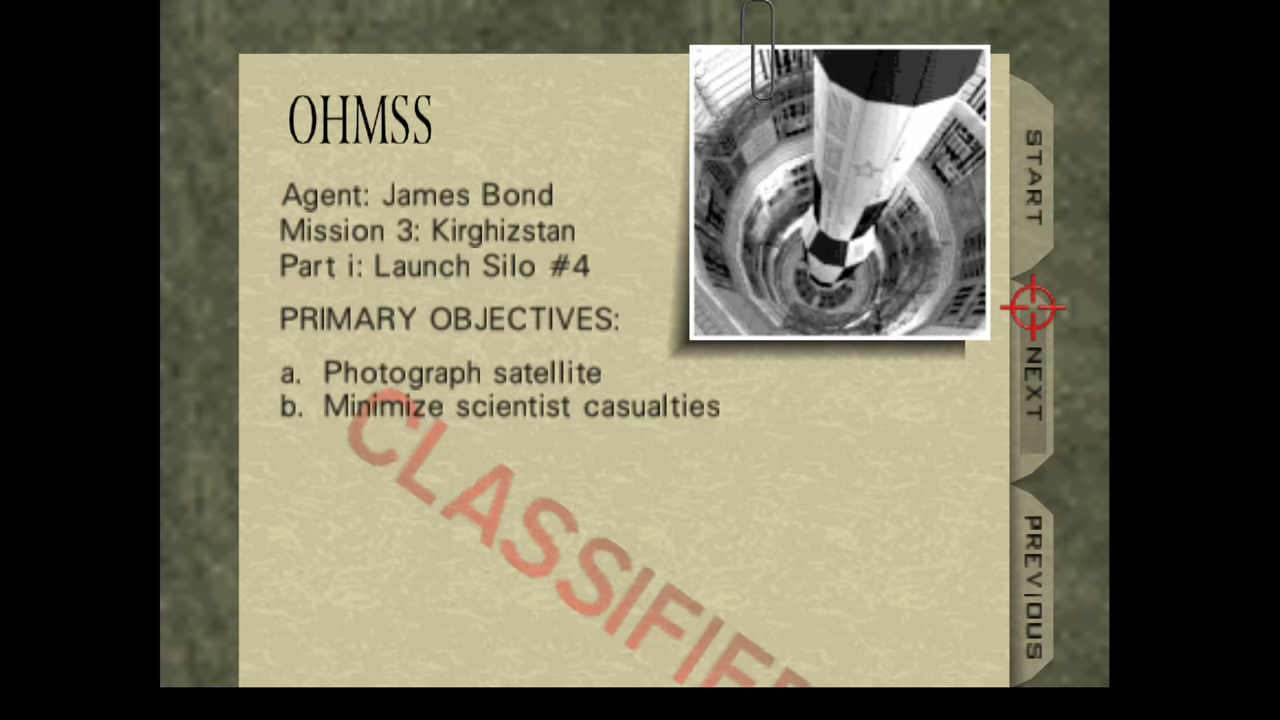 OHMSS
Agent: James Bond
Mission 3: Kirghizstan
Part i: Launch Silo #4
PRIMARY OBJECTIVES:
a. Photograph satellite
b. Minimize scientist casualties
CLASSIFIE
START
NEXT
PREVIOUS